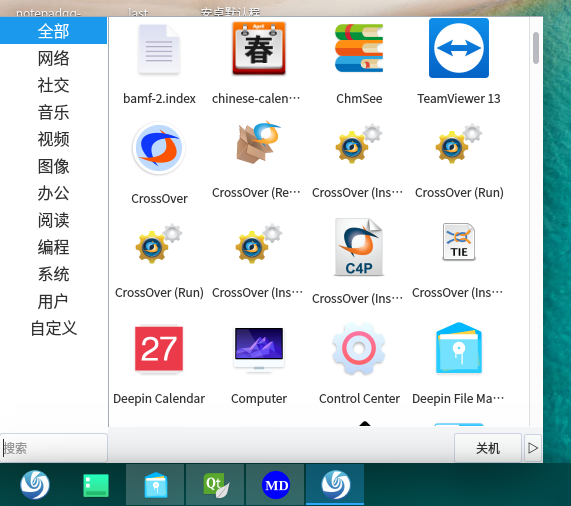 notepadqq- last 安卓默认程
全部
网络
社交
音乐
视频
图像
办公
阅读
编程
系统
用户
自定义
April
春
bamf-2.index chinese-calen··· ChmSee TeamViewer 13
CrossOver CrossOver (Re··· CrossOver (Ins··· CrossOver (Run)
C4P TIE
CrossOver (Run) CrossOver (Ins··· CrossOver (Ins··· CrossOver (Ins···
27
Deepin Calendar Computer Control Center Deepin File Ma···
搜索 关机
Qt MD